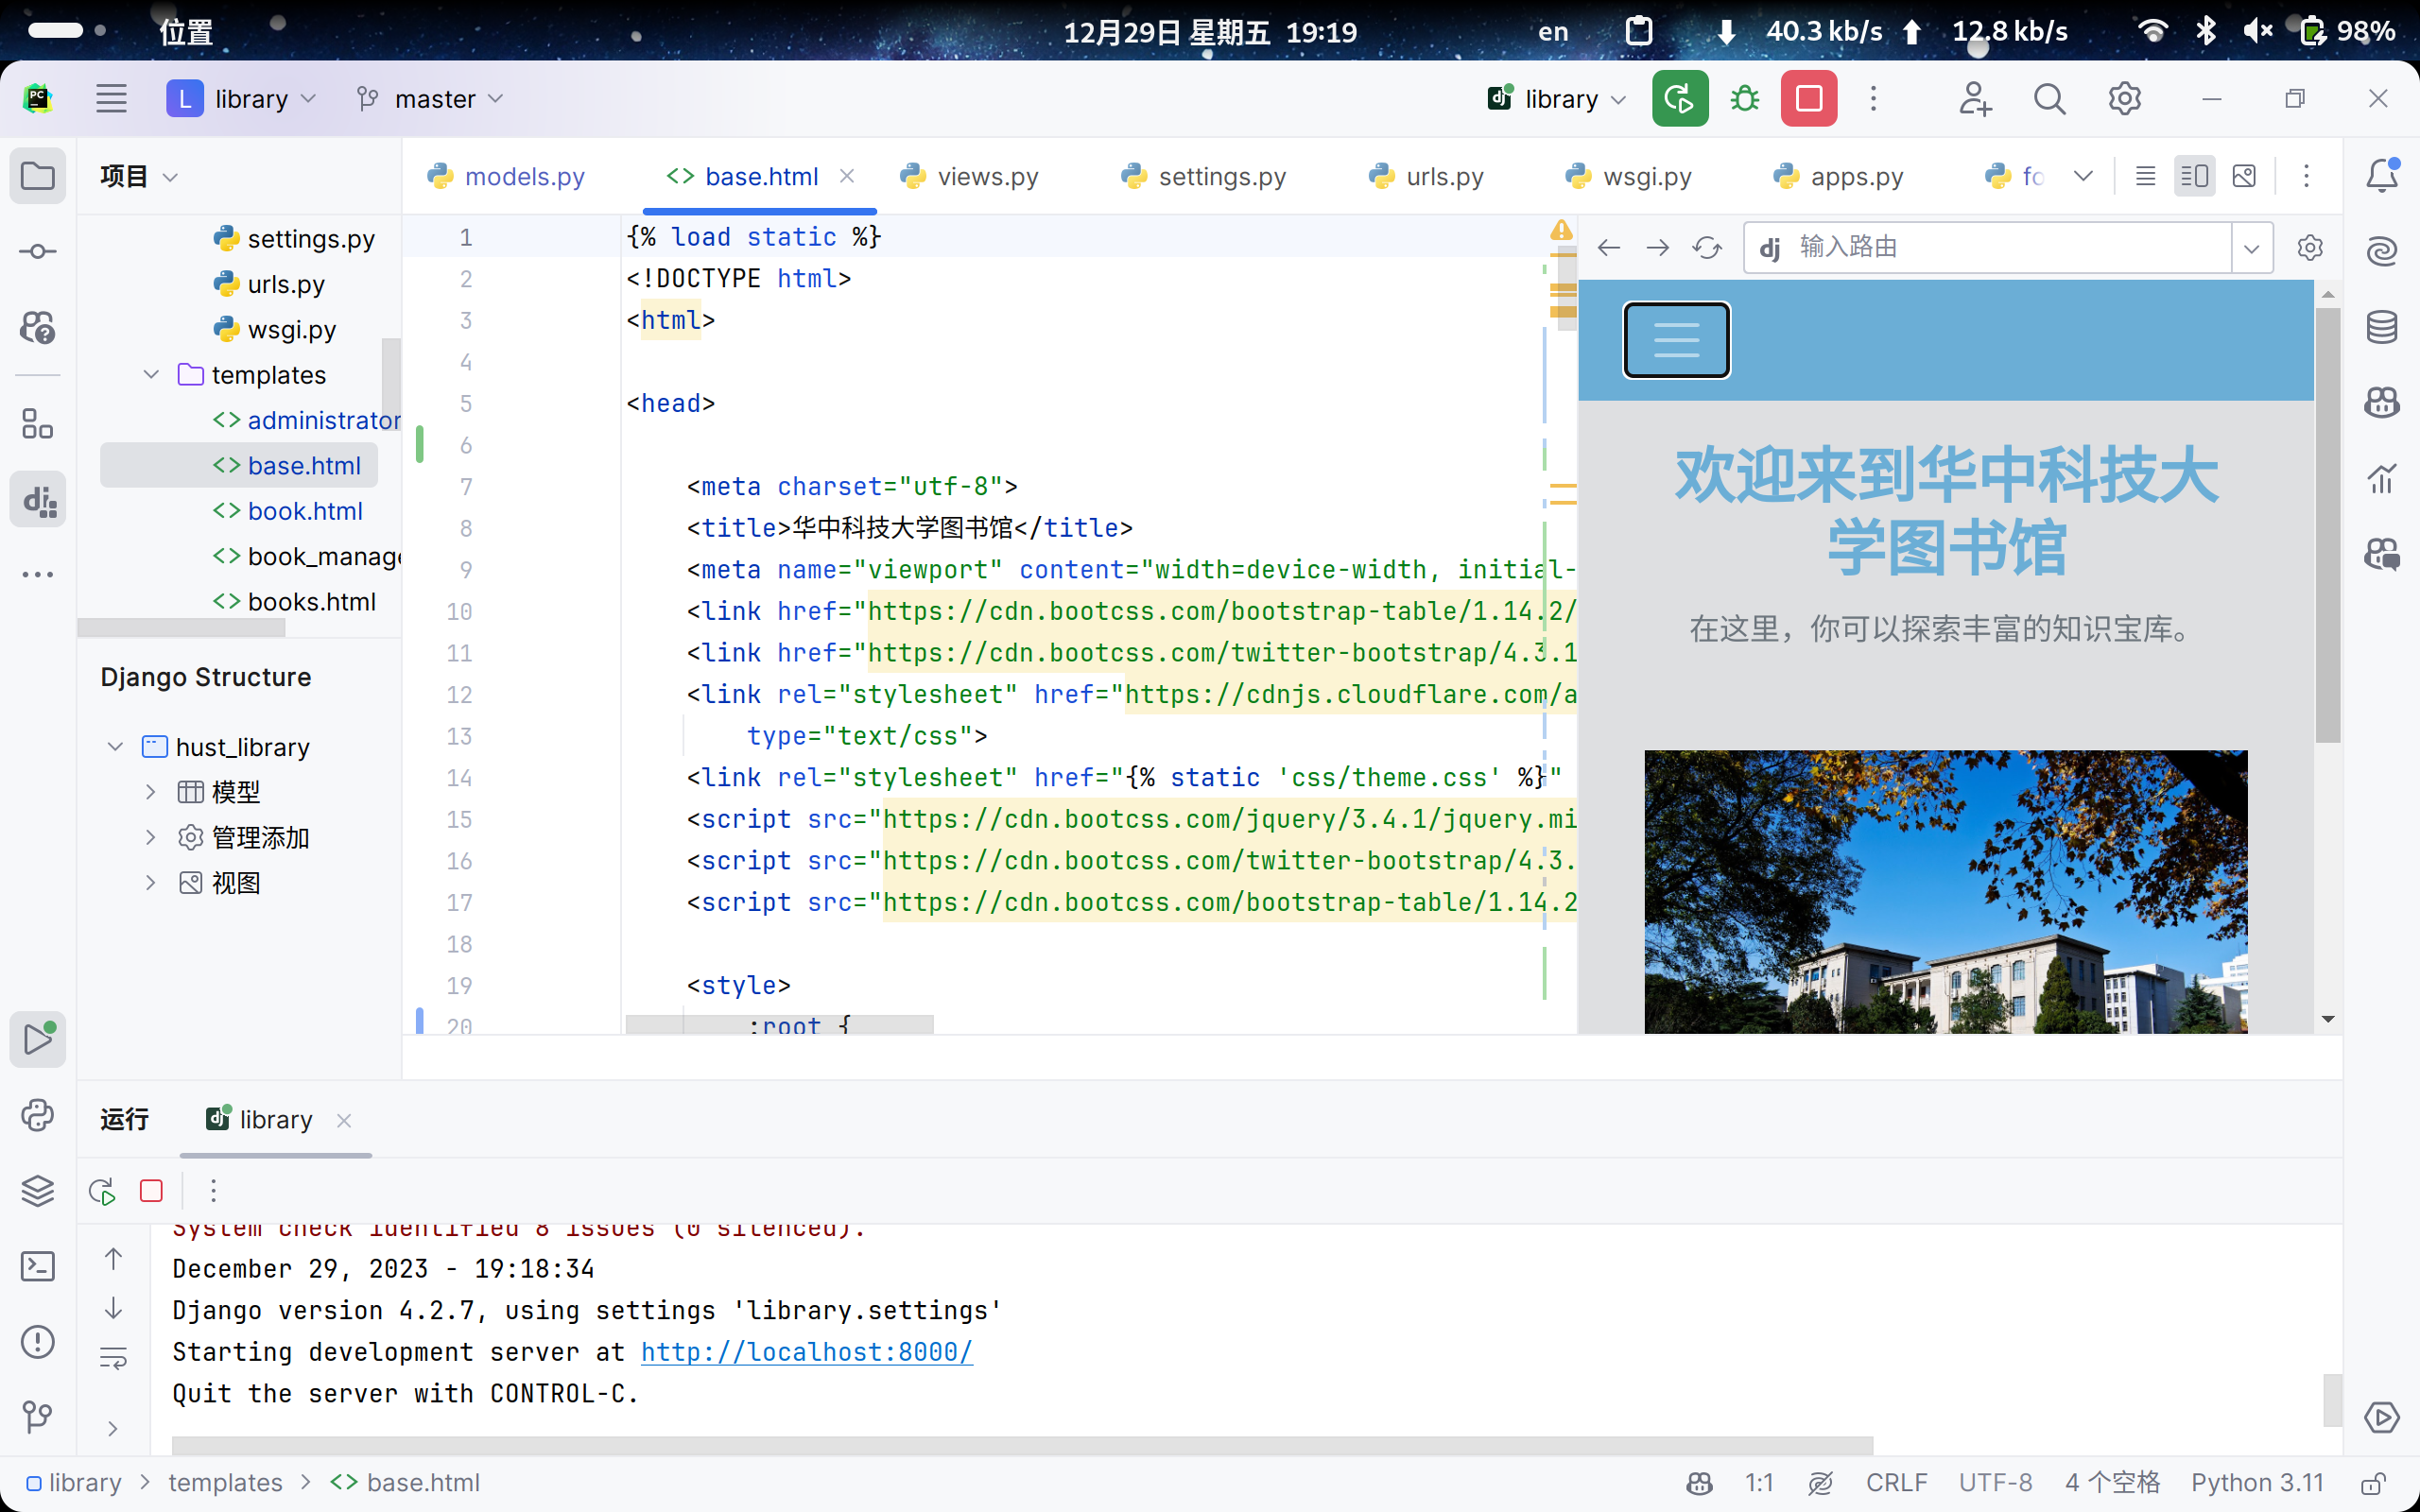 位置
12月29日 星期五 19:19
en
40.3 kb/s
12.8 kb/s
98%
L library
master
library
项目
models.py
base.html
views.py
settings.py
urls.py
wsgi.py
apps.py
settings.py
urls.py
wsgi.py
templates
administrator
base.html
book.html
book_manage
books.html
Django Structure
hust_library
模型
管理添加
视图
1 {% load static %}
2 <!DOCTYPE html>
3 <html>
4
5 <head>
6
7 <meta charset="utf-8">
8 <title>华中科技大学图书馆</title>
9 <meta name="viewport" content="width=device-width, initial-
10 <link href="https://cdn.bootcss.com/bootstrap-table/1.14.2/
11 <link href="https://cdn.bootcss.com/twitter-bootstrap/4.3.1
12 <link rel="stylesheet" href="https://cdnjs.cloudflare.com/a
13 type="text/css">
14 <link rel="stylesheet" href="{% static 'css/theme.css' %}"
15 <script src="https://cdn.bootcss.com/jquery/3.4.1/jquery.mi
16 <script src="https://cdn.bootcss.com/twitter-bootstrap/4.3.
17 <script src="https://cdn.bootcss.com/bootstrap-table/1.14.2
18
19 <style>
20 :root {
dj 输入路由
欢迎来到华中科技大
学图书馆
在这里，你可以探索丰富的知识宝库。
运行
library
System check identified 8 issues (0 silenced).
December 29, 2023 - 19:18:34
Django version 4.2.7, using settings 'library.settings'
Starting development server at http://localhost:8000/
Quit the server with CONTROL-C.
library > templates > base.html
1:1
CRLF
UTF-8
4 个空格
Python 3.11